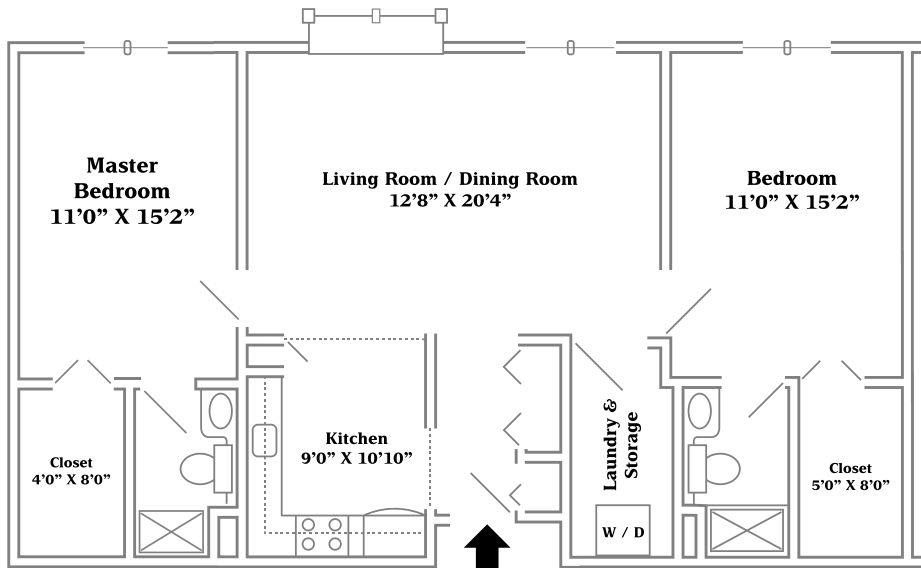 Master
Bedroom
11’0” X 15’2”
Living Room / Dining Room
12’8” X 20’4”
Bedroom
11’0” X 15’2”
Closet
4’0” X 8’0”
Kitchen
9’0” X 10’10”
Laundry &
Storage
W / D
Closet
5’0” X 8’0”